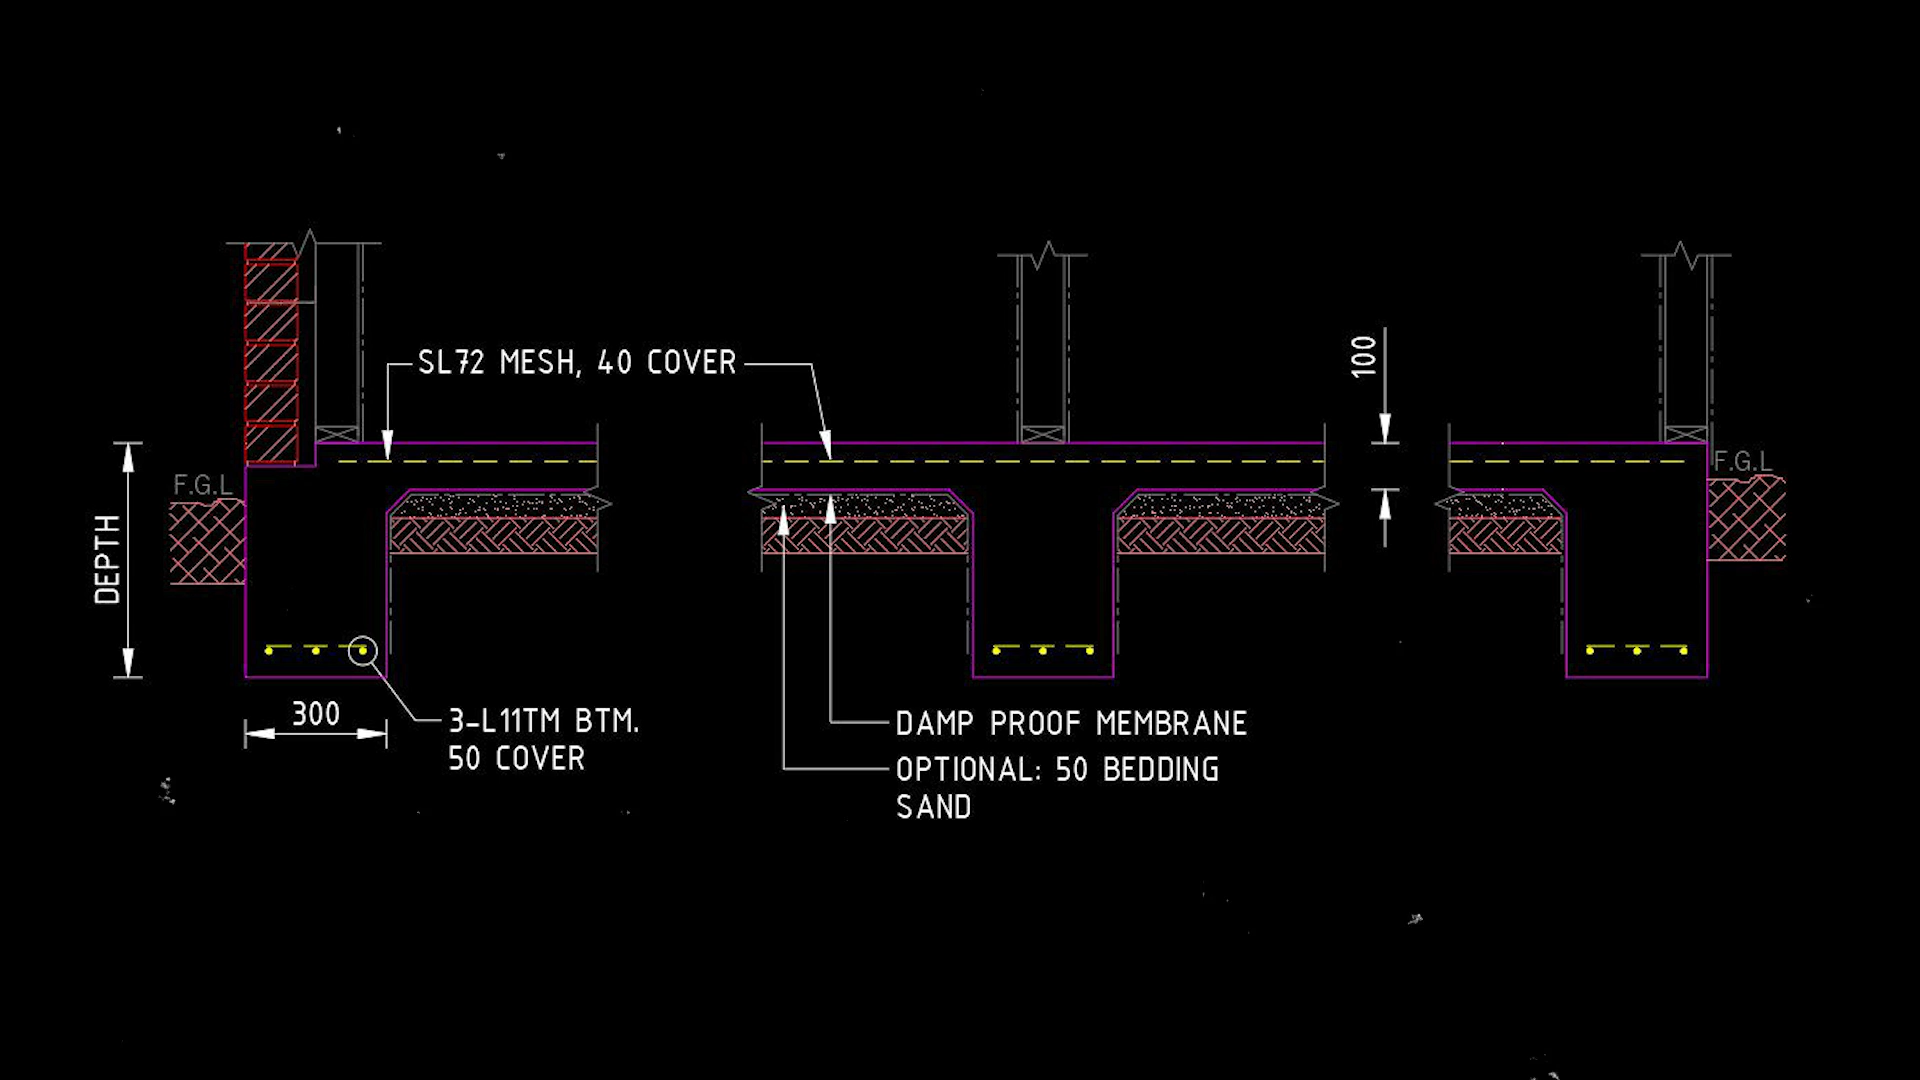 SL72 MESH, 40 COVER
100
F.G.L
F.G.L
DEPTH
300
3-L11TM BTM.
50 COVER
DAMP PROOF MEMBRANE
OPTIONAL: 50 BEDDING
SAND